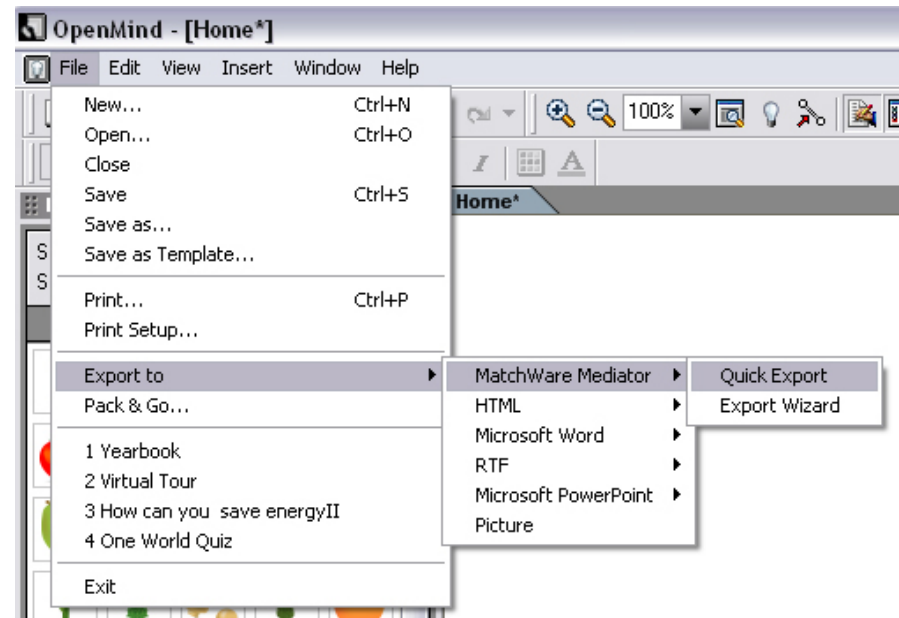 OpenMind - [Home*]
File Edit View Insert Window Help
100%
Home*
New... Ctrl+N
Open... Ctrl+O
Close
Save Ctrl+S
Save as...
Save as Template...
Print... Ctrl+P
Print Setup...
Export to
Pack & Go...
1 Yearbook
2 Virtual Tour
3 How can you  save energyII
4 One World Quiz
Exit
MatchWare Mediator
HTML
Microsoft Word
RTF
Microsoft PowerPoint
Picture
Quick Export
Export Wizard
I
A
S
S